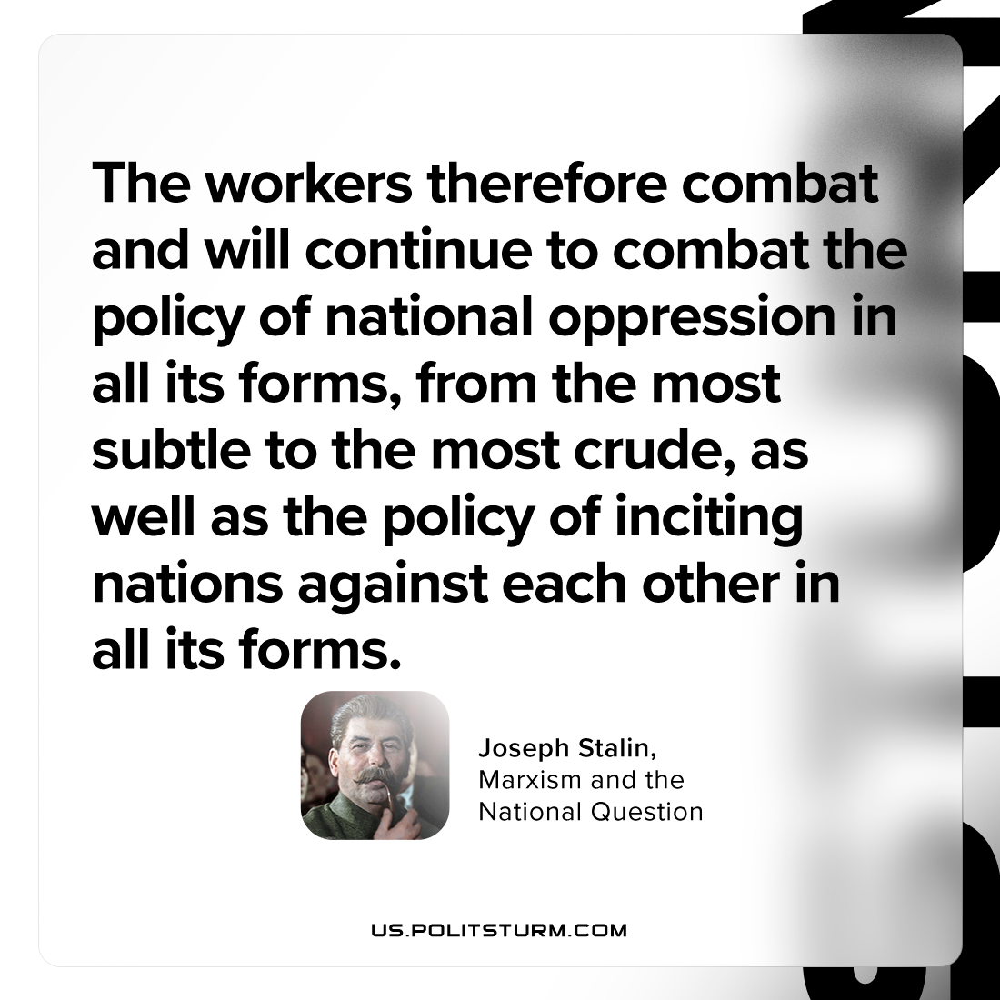 The workers therefore combat
and will continue to combat the
policy of national oppression in
all its forms, from the most
subtle to the most crude, as
well as the policy of inciting
nations against each other in
all its forms.
Joseph Stalin,
Marxism and the
National Question
US.POLITSTURM.COM